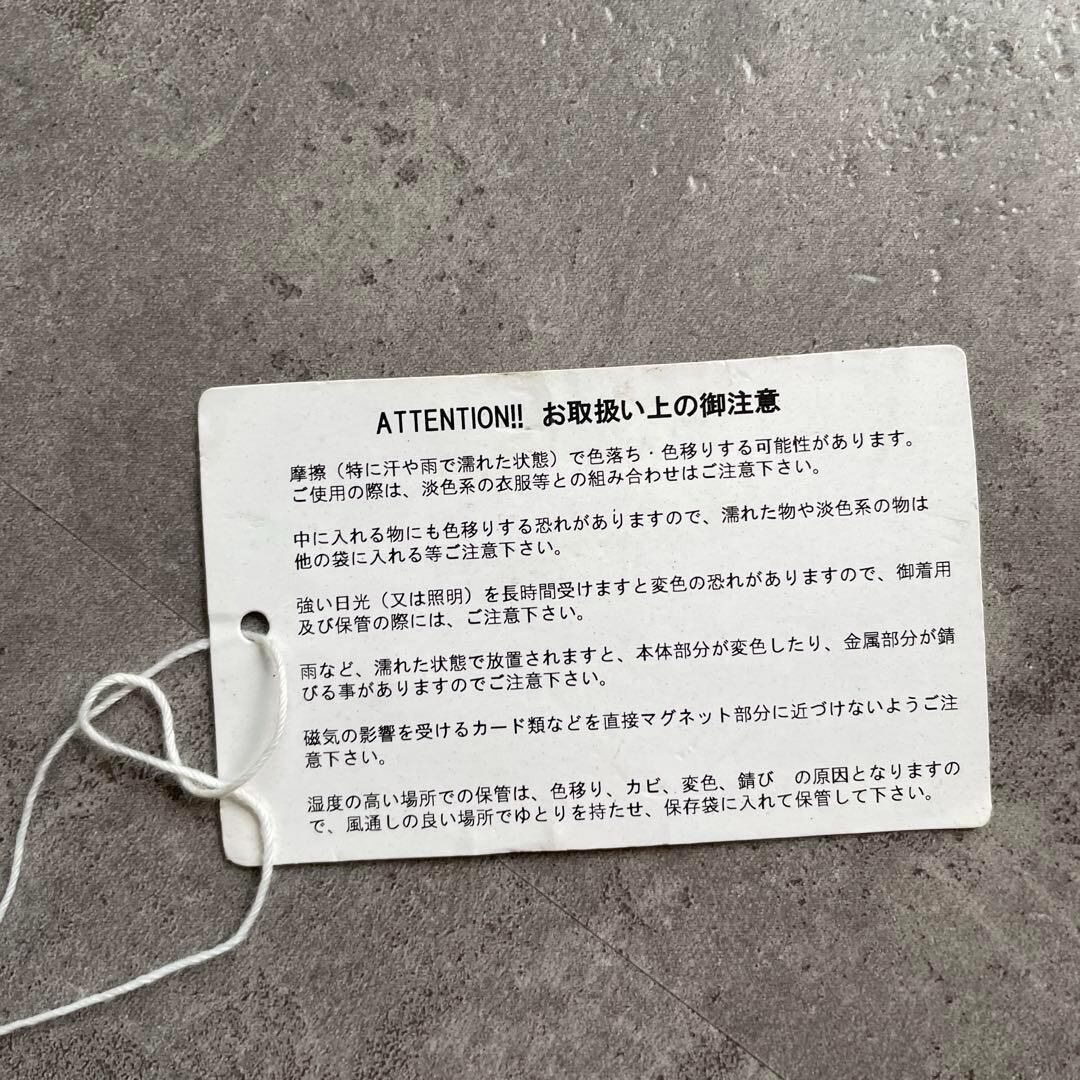 ATTENTION!! お取扱い上の御注意
摩擦（特に汗や雨で濡れた状態）で色落ち・色移りする可能性があります。
ご使用の際は、淡色系の衣服等との組み合わせはご注意下さい。
中に入れる物にも色移りする恐れがありますので、濡れた物や淡色系の物は
他の袋に入れる等ご注意下さい。
強い日光（又は照明）を長時間受けますと変色の恐れがありますので、御着用
及び保管の際には、ご注意下さい。
雨など、濡れた状態で放置されますと、本体部分が変色したり、金属部分が錆
びる事がありますのでご注意下さい。
磁気の影響を受けるカード類などを直接マグネット部分に近づけないようご注
意下さい。
湿度の高い場所での保管は、色移り、カビ、変色、錆び　の原因となりますの
で、風通しの良い場所でゆとりを持たせ、保存袋に入れて保管して下さい。